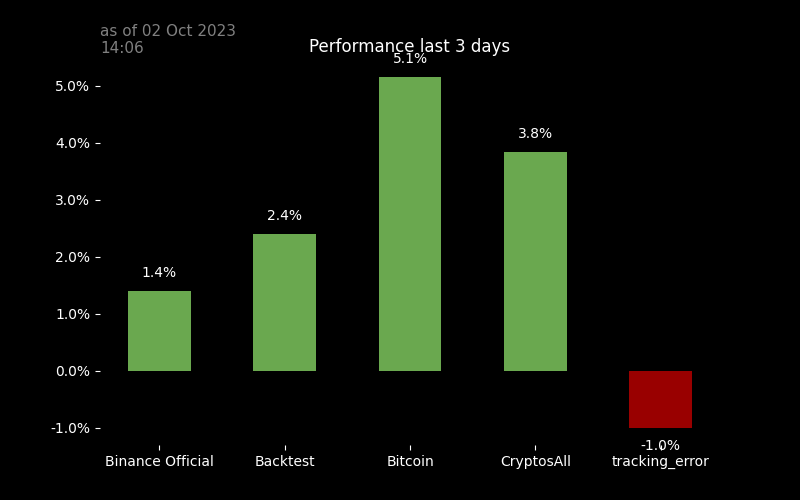 as of 02 Oct 2023
14:06
Performance last 3 days
5.1%
5.0%
4.0%
3.8%
3.0%
2.4%
2.0%
1.4%
1.0%
0.0%
-1.0%
-1.0%
Binance Official
Backtest
Bitcoin
CryptosAll
tracking_error